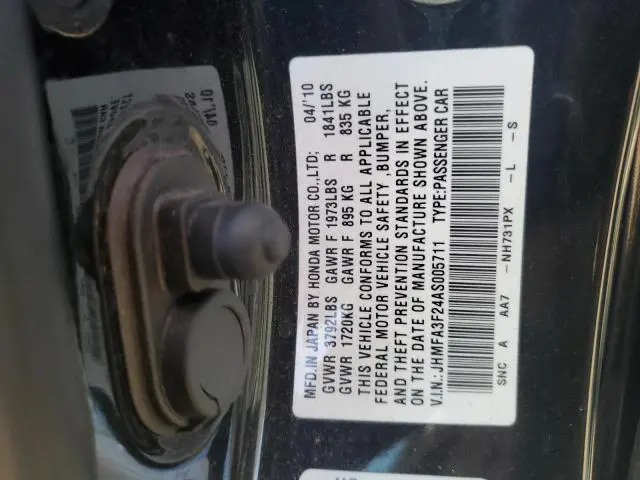 MFD.IN JAPAN BY HONDA MOTOR CO.,LTD; 04/'10
GVWR 3792LBS GAWR F 1973LBS R 1841LBS
GVWR 1720KG GAWR F 895 KG R 835 KG
THIS VEHICLE CONFORMS TO ALL APPLICABLE
FEDERAL MOTOR VEHICLE SAFETY ,BUMPER,
AND THEFT PREVENTION STANDARDS IN EFFECT
ON THE DATE OF MANUFACTURE SHOWN ABOVE.
V.I.N.:JHMFA3F24AS005711 TYPE:PASSENGER CAR
SNC A AA7 -NH731PX -L -S